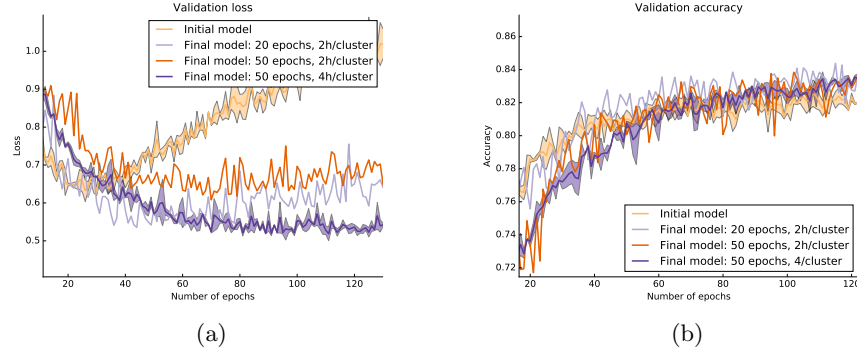 Validation loss
1.0
0.9
0.8
0.7
0.6
0.5
Loss
20
40
60
80
100
120
Number of epochs
Initial model
Final model: 20 epochs, 2h/cluster
Final model: 50 epochs, 2h/cluster
Final model: 50 epochs, 4h/cluster
(a)
Validation accuracy
0.86
0.84
0.82
0.80
0.78
0.76
0.74
0.72
Accuracy
20
40
60
80
100
120
Number of epochs
Initial model
Final model: 20 epochs, 2h/cluster
Final model: 50 epochs, 2h/cluster
Final model: 50 epochs, 4/cluster
(b)